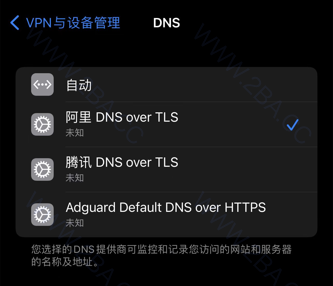 VPN与设备管理
DNS
自动
阿里 DNS over TLS
未知
腾讯 DNS over TLS
未知
Adguard Default DNS over HTTPS
未知
您选择的DNS提供商可监控和记录您访问的网站和服务器
的名称及地址。
WWW.2BA.CC